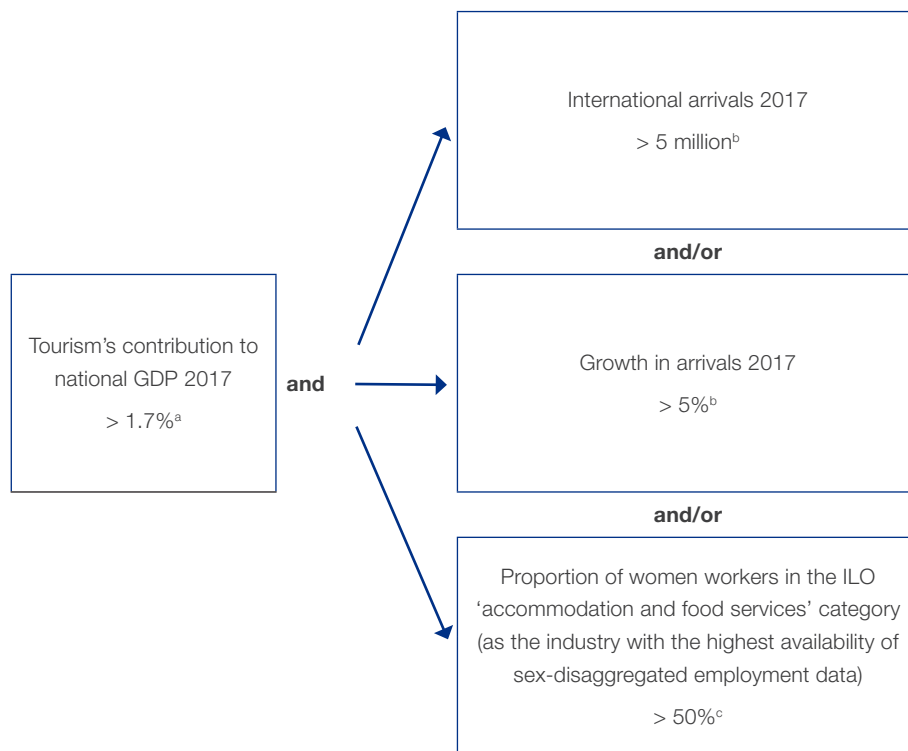 International arrivals 2017
> 5 millionᵇ
and/or
Tourism’s contribution to
national GDP 2017
> 1.7%ᵃ
and
Growth in arrivals 2017
> 5%ᵇ
and/or
Proportion of women workers in the ILO
‘accommodation and food services’ category
(as the industry with the highest availability of
sex-disaggregated employment data)
> 50%ᶜ